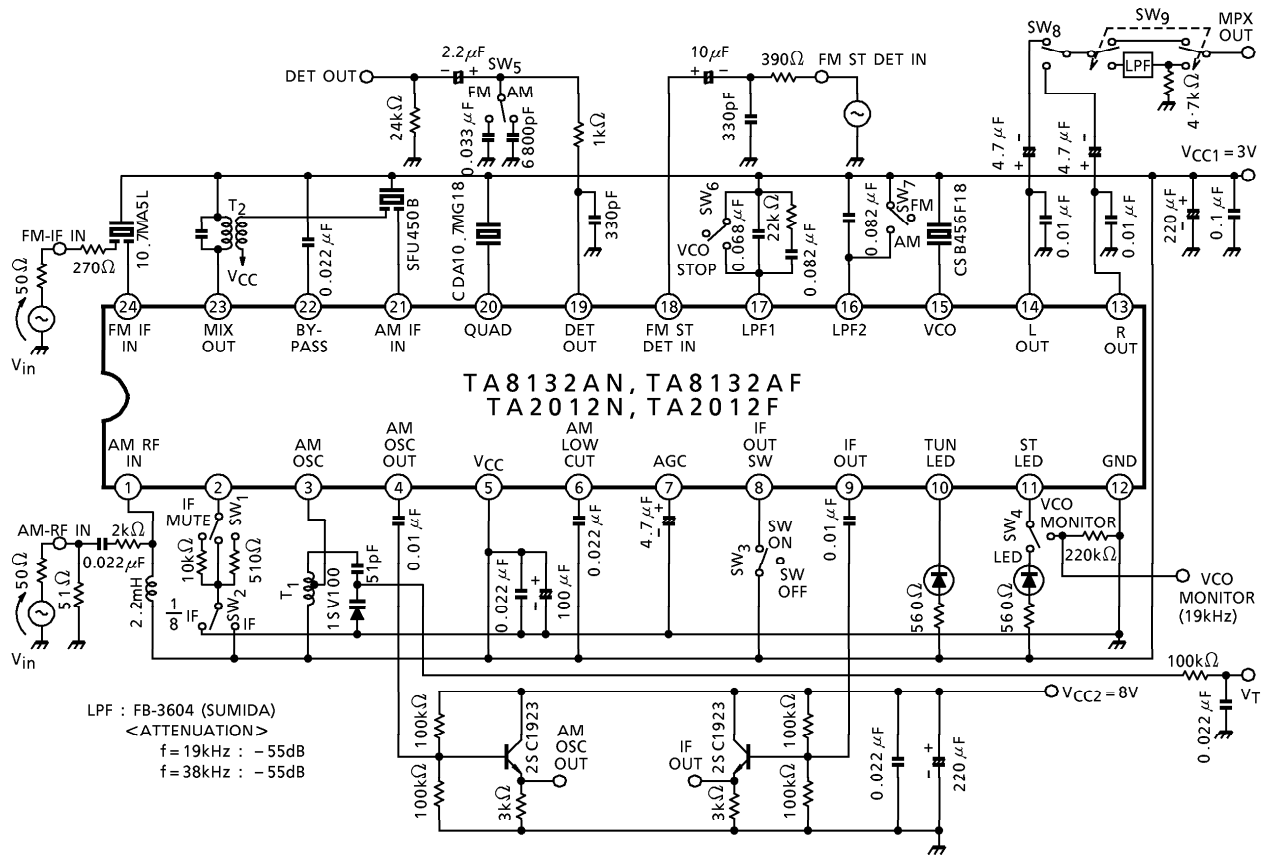 SW8
SW9
MPX OUT
LPF
4.7kΩ
DET OUT
2.2μF
− +
SW5
FM AM
24kΩ
0.033μF
6800pF
1kΩ
10μF
+ −
390Ω
FM ST DET IN
330pF
4.7μF
−
+
4.7μF
−
+
VCC1=3V
10.7MA5L
T2
VCC
0.022μF
SFU450B
CDA10.7MG18
330pF
SW6
VCO STOP
0.068μF
22kΩ
0.082μF
0.082μF
SW7
FM
AM
CSB456F18
0.01μF
0.01μF
220μF
+
−
0.1μF
FM-IF IN
270Ω
50Ω
Vin
24 23 22 21 20 19 18 17 16 15 14 13
FM IF IN
MIX OUT
BY-PASS
AM IF IN
QUAD
DET OUT
FM ST DET IN
LPF1
LPF2
VCO
L OUT
R OUT
TA8132AN, TA8132AF
TA2012N, TA2012F
AM RF IN
AM OSC
AM OSC OUT
VCC
AM LOW CUT
AGC
IF OUT SW
IF OUT
TUN LED
ST LED
GND
1 2 3 4 5 6 7 8 9 10 11 12
AM-RF IN
2kΩ
0.022μF
50Ω
51Ω
Vin
2.2mH
IF MUTE
SW1
10kΩ
510Ω
SW2
1/8 IF
IF
T1
1SV100
51pF
0.01μF
0.022μF
−
+
100μF
0.022μF
4.7μF
+
−
SW3
SW ON
SW OFF
0.01μF
560Ω
SW4
LED
560Ω
VCO MONITOR
220kΩ
VCO
MONITOR
(19kHz)
100kΩ
VT
0.022μF
LPF : FB-3604 (SUMIDA)
<ATTENUATION>
f=19kHz : −55dB
f=38kHz : −55dB
100kΩ
100kΩ
2SC1923
AM OSC OUT
3kΩ
IF OUT
2SC1923
3kΩ
100kΩ
100kΩ
0.022μF
+
−
220μF
VCC2=8V